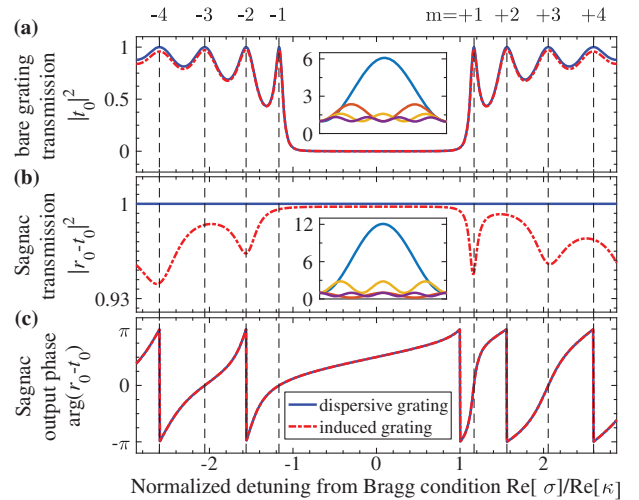 -4 -3 -2 -1 m=+1 +2 +3 +4
(a)
bare grating
transmission
|t₀|²
1
0.5
0
6
3
0
(b)
Sagnac
transmission
|r₀-t₀|²
1
0.93
12
6
0
(c)
Sagnac
output phase
arg(r₀-t₀)
π
0
-π
dispersive grating
induced grating
-2 -1 0 1 2
Normalized detuning from Bragg condition Re[ σ]/Re[κ]